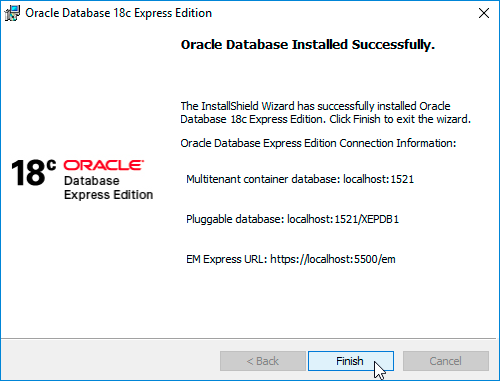 Oracle Database 18c Express Edition
Oracle Database Installed Successfully.
The InstallShield Wizard has successfully installed Oracle
Database 18c Express Edition. Click Finish to exit the wizard.
Oracle Database Express Edition Connection Information:
18c ORACLE®
Database
Express Edition
Multitenant container database: localhost:1521
Pluggable database: localhost:1521/XEPDB1
EM Express URL: https://localhost:5500/em
< Back
Finish
Cancel